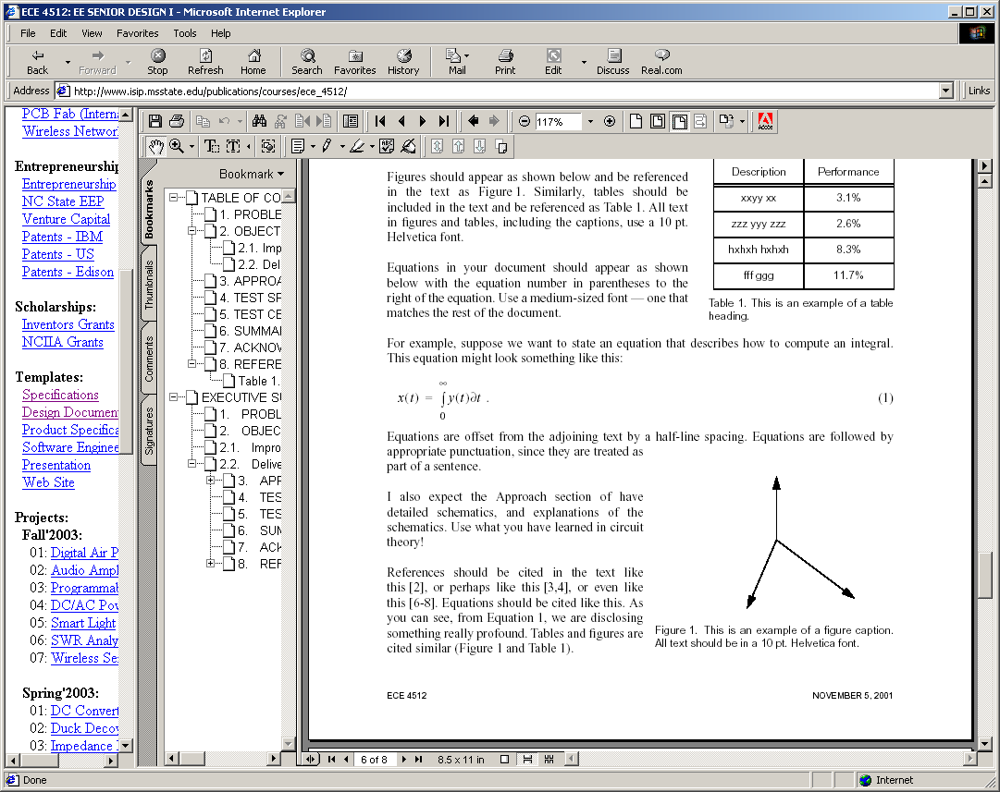 ECE 4512: EE SENIOR DESIGN I - Microsoft Internet Explorer
File Edit View Favorites Tools Help
Back Forward Stop Refresh Home Search Favorites History Mail Print Edit Discuss Real.com
Address http://www.isip.msstate.edu/publications/courses/ece_4512/ Links
PCB Fab (Interna
Wireless Networ
Entrepreneurship
Entrepreneurship
NC State EEP
Venture Capital
Patents - IBM
Patents - US
Patents - Edison
Scholarships:
Inventors Grants
NCIIA Grants
Templates:
Specifications
Design Documen
Product Specifica
Software Enginee
Presentation
Web Site
Projects:
Fall'2003:
01: Digital Air P
02: Audio Ampl
03: Programmab
04: DC/AC Pov
05: Smart Light
06: SWR Analy
07: Wireless Se
Spring'2003:
01: DC Convert
02: Duck Decoy
03: Impedance
117%
Adobe
Bookmarks
Thumbnails
Comments
Signatures
Bookmark
TABLE OF CO
1. PROBLE
2. OBJECT
2.1. Imp
2.2. Del
3. APPROA
4. TEST SP
5. TEST CE
6. SUMMA
7. ACKNOV
8. REFERE
Table 1.
EXECUTIVE SU
1. PROBL
2. OBJEC
2.1. Impro
2.2. Delive
3. APP
4. TES
5. TES
6. SUM
7. ACK
8. REF
Figures should appear as shown below and be referenced
in the text as Figure 1. Similarly, tables should be
included in the text and be referenced as Table 1. All text
in figures and tables, including the captions, use a 10 pt.
Helvetica font.
Equations in your document should appear as shown
below with the equation number in parentheses to the
right of the equation. Use a medium-sized font — one that
matches the rest of the document.
Description Performance
xxyy xx 3.1%
zzz yyy zzz 2.6%
hxhxh hxhxh 8.3%
fff ggg 11.7%
Table 1. This is an example of a table
heading.
For example, suppose we want to state an equation that describes how to compute an integral.
This equation might look something like this:
x(t) = ∫₀^∞ y(t)∂t . (1)
Equations are offset from the adjoining text by a half-line spacing. Equations are followed by
appropriate punctuation, since they are treated as
part of a sentence.
I also expect the Approach section of have
detailed schematics, and explanations of the
schematics. Use what you have learned in circuit
theory!
References should be cited in the text like
this [2], or perhaps like this [3,4], or even like
this [6-8]. Equations should be cited like this. As
you can see, from Equation 1, we are disclosing
something really profound. Tables and figures are
cited similar (Figure 1 and Table 1).
Figure 1. This is an example of a figure caption.
All text should be in a 10 pt. Helvetica font.
ECE 4512 NOVEMBER 5, 2001
6 of 8 8.5 x 11 in
Done Internet